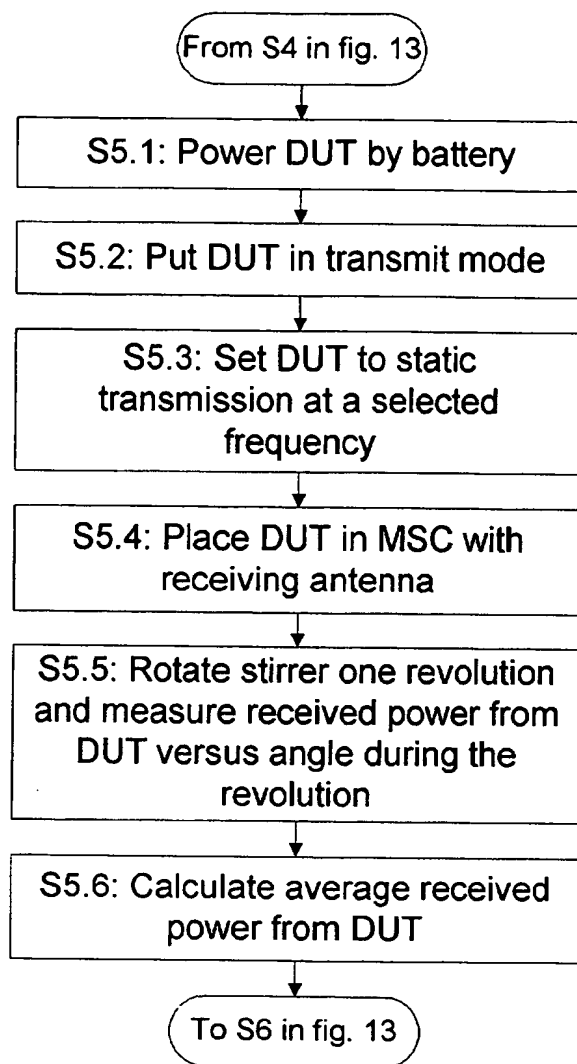 From S4 in fig. 13
S5.1: Power DUT by battery
S5.2: Put DUT in transmit mode
S5.3: Set DUT to static
transmission at a selected
frequency
S5.4: Place DUT in MSC with
receiving antenna
S5.5: Rotate stirrer one revolution
and measure received power from
DUT versus angle during the
revolution
S5.6: Calculate average received
power from DUT
To S6 in fig. 13